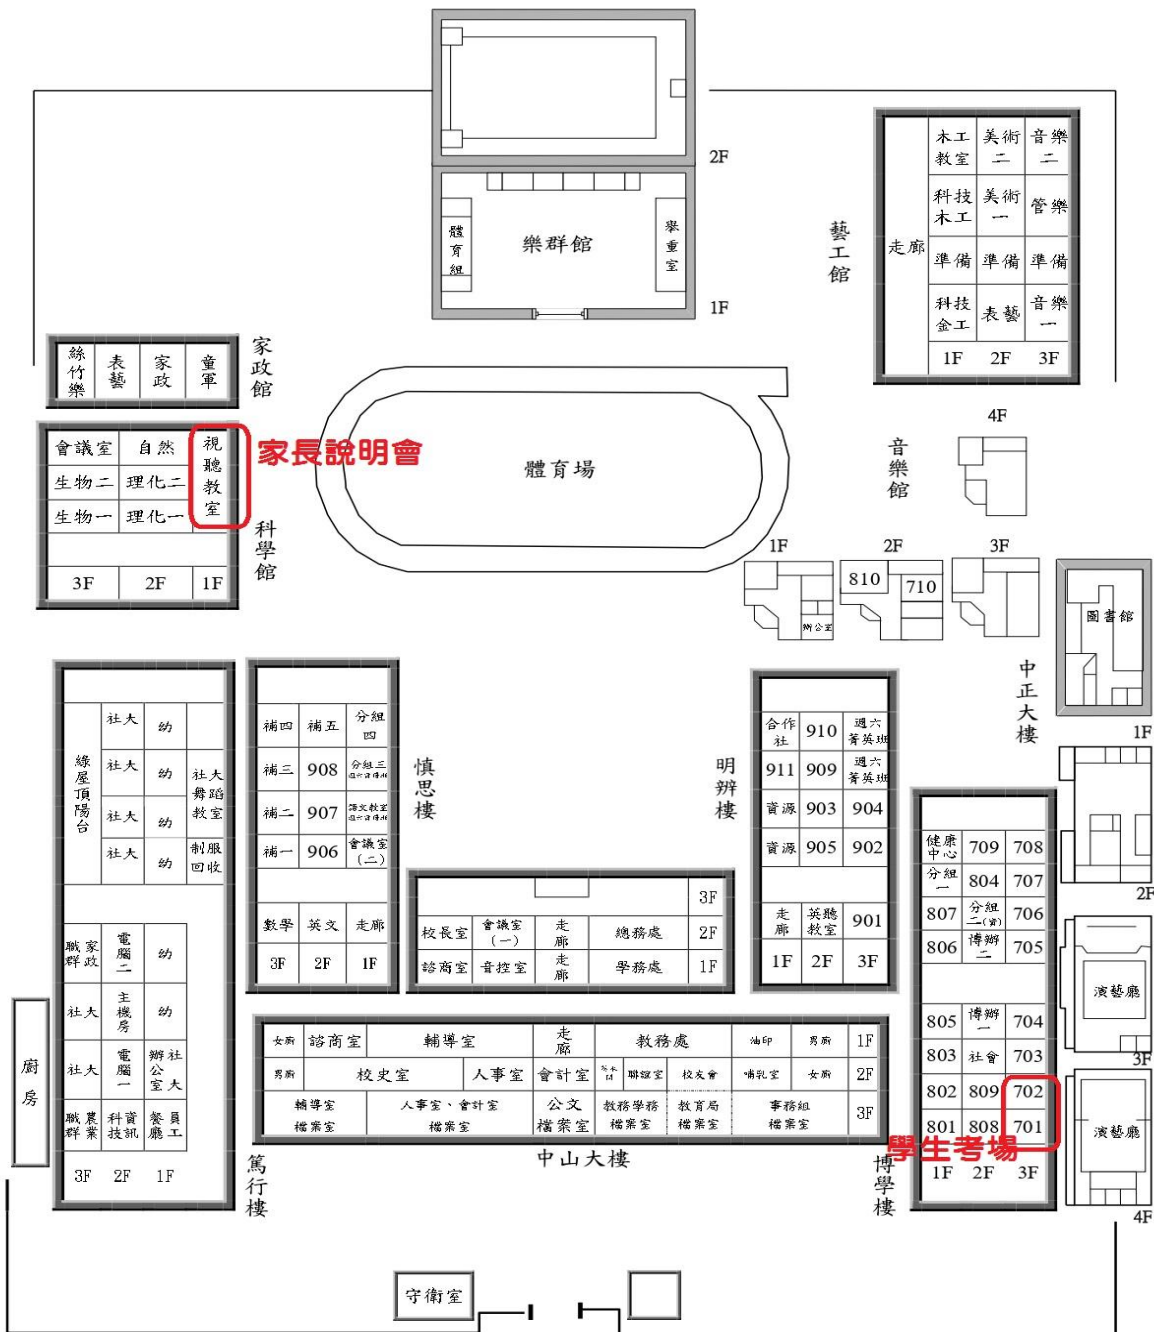 2F
樂群館
體育組
舉重室
1F
藝工館
走廊
木工教室 美術二 音樂二
科技木工 美術一 管樂
準備 準備 準備
科技金工 表藝 音樂一
1F 2F 3F
家政館
絲竹樂 表藝 家政 童軍
科學館
會議室 自然 視聽教室
生物二 理化二
生物一 理化一
3F 2F 1F
家長說明會
體育場
音樂館
4F
1F 2F 3F
810 710
辦公室
圖書館
中正大樓
1F
2F
演藝廳
3F
演藝廳
4F
綠屋頂陽台
社大 幼
社大 幼 社大舞蹈教室
社大 幼
社大 幼 制服回收
職群家政 電腦二 幼
社大 主機房 幼
社大 電腦一 辦公室社大
職群農業 科技資訊 餐廳員工
3F 2F 1F
篤行樓
廚房
補四 補五 分組四
補三 908 分組三
補二 907 語文教室
補一 906 會議室(二)
數學 英文 走廊
3F 2F 1F
慎思樓
明辨樓
合作社 910 週六菁英班
911 909 週六菁英班
資源 903 904
資源 905 902
走廊 英聽教室 901
1F 2F 3F
3F
校長室 會議室(一) 走廊 總務處 2F
諮商室 音控室 走廊 學務處 1F
女廁 諮商室 輔導室 走廊 教務處 油印 男廁 1F
男廁 校史室 人事室 會計室 聯誼室 校友會 哺乳室 女廁 2F
輔導室檔案室 人事室、會計室檔案室 公文檔案室 教務學務檔案室 教育局檔案室 事務組檔案室 3F
中山大樓
博學樓
健康中心 709 708
分組一 804 707
807 分組二(資) 706
806 博辦二 705
805 博辦一 704
803 社會 703
802 809 702
801 808 701
1F 2F 3F
學生考場
守衛室